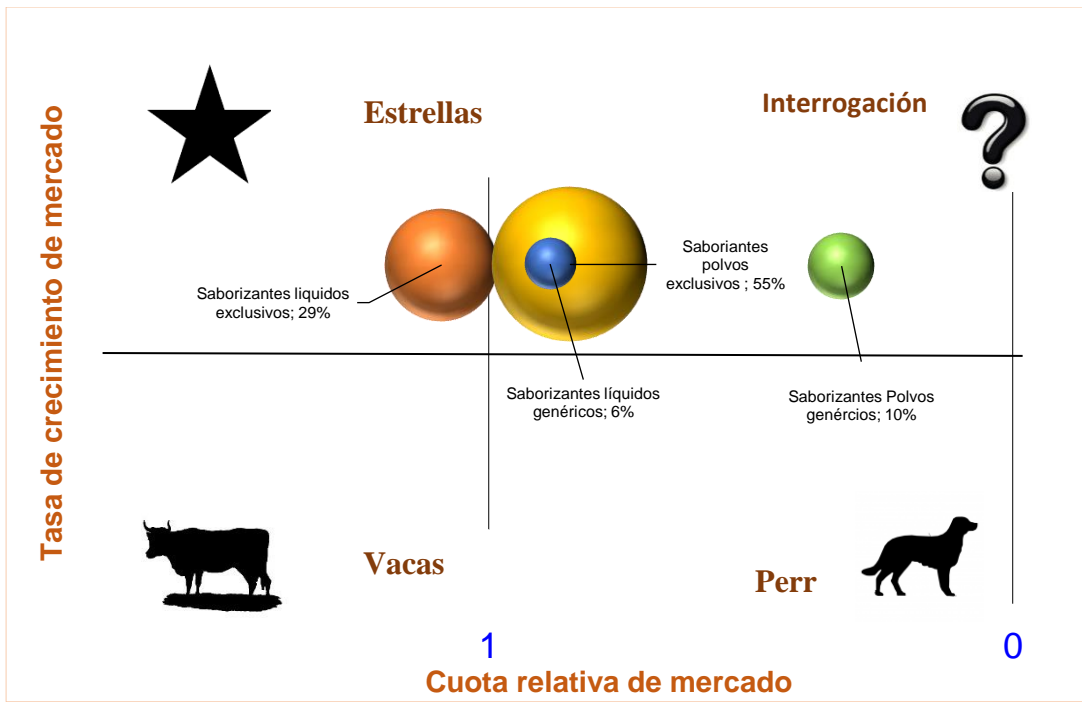 Tasa de crecimiento de mercado
Estrellas
Interrogación
Saborizantes liquidos
exclusivos; 29%
Saboriantes
polvos
exclusivos ; 55%
Saborizantes líquidos
genéricos; 6%
Saborizantes Polvos
genércios; 10%
Vacas
Perr
1
0
Cuota relativa de mercado